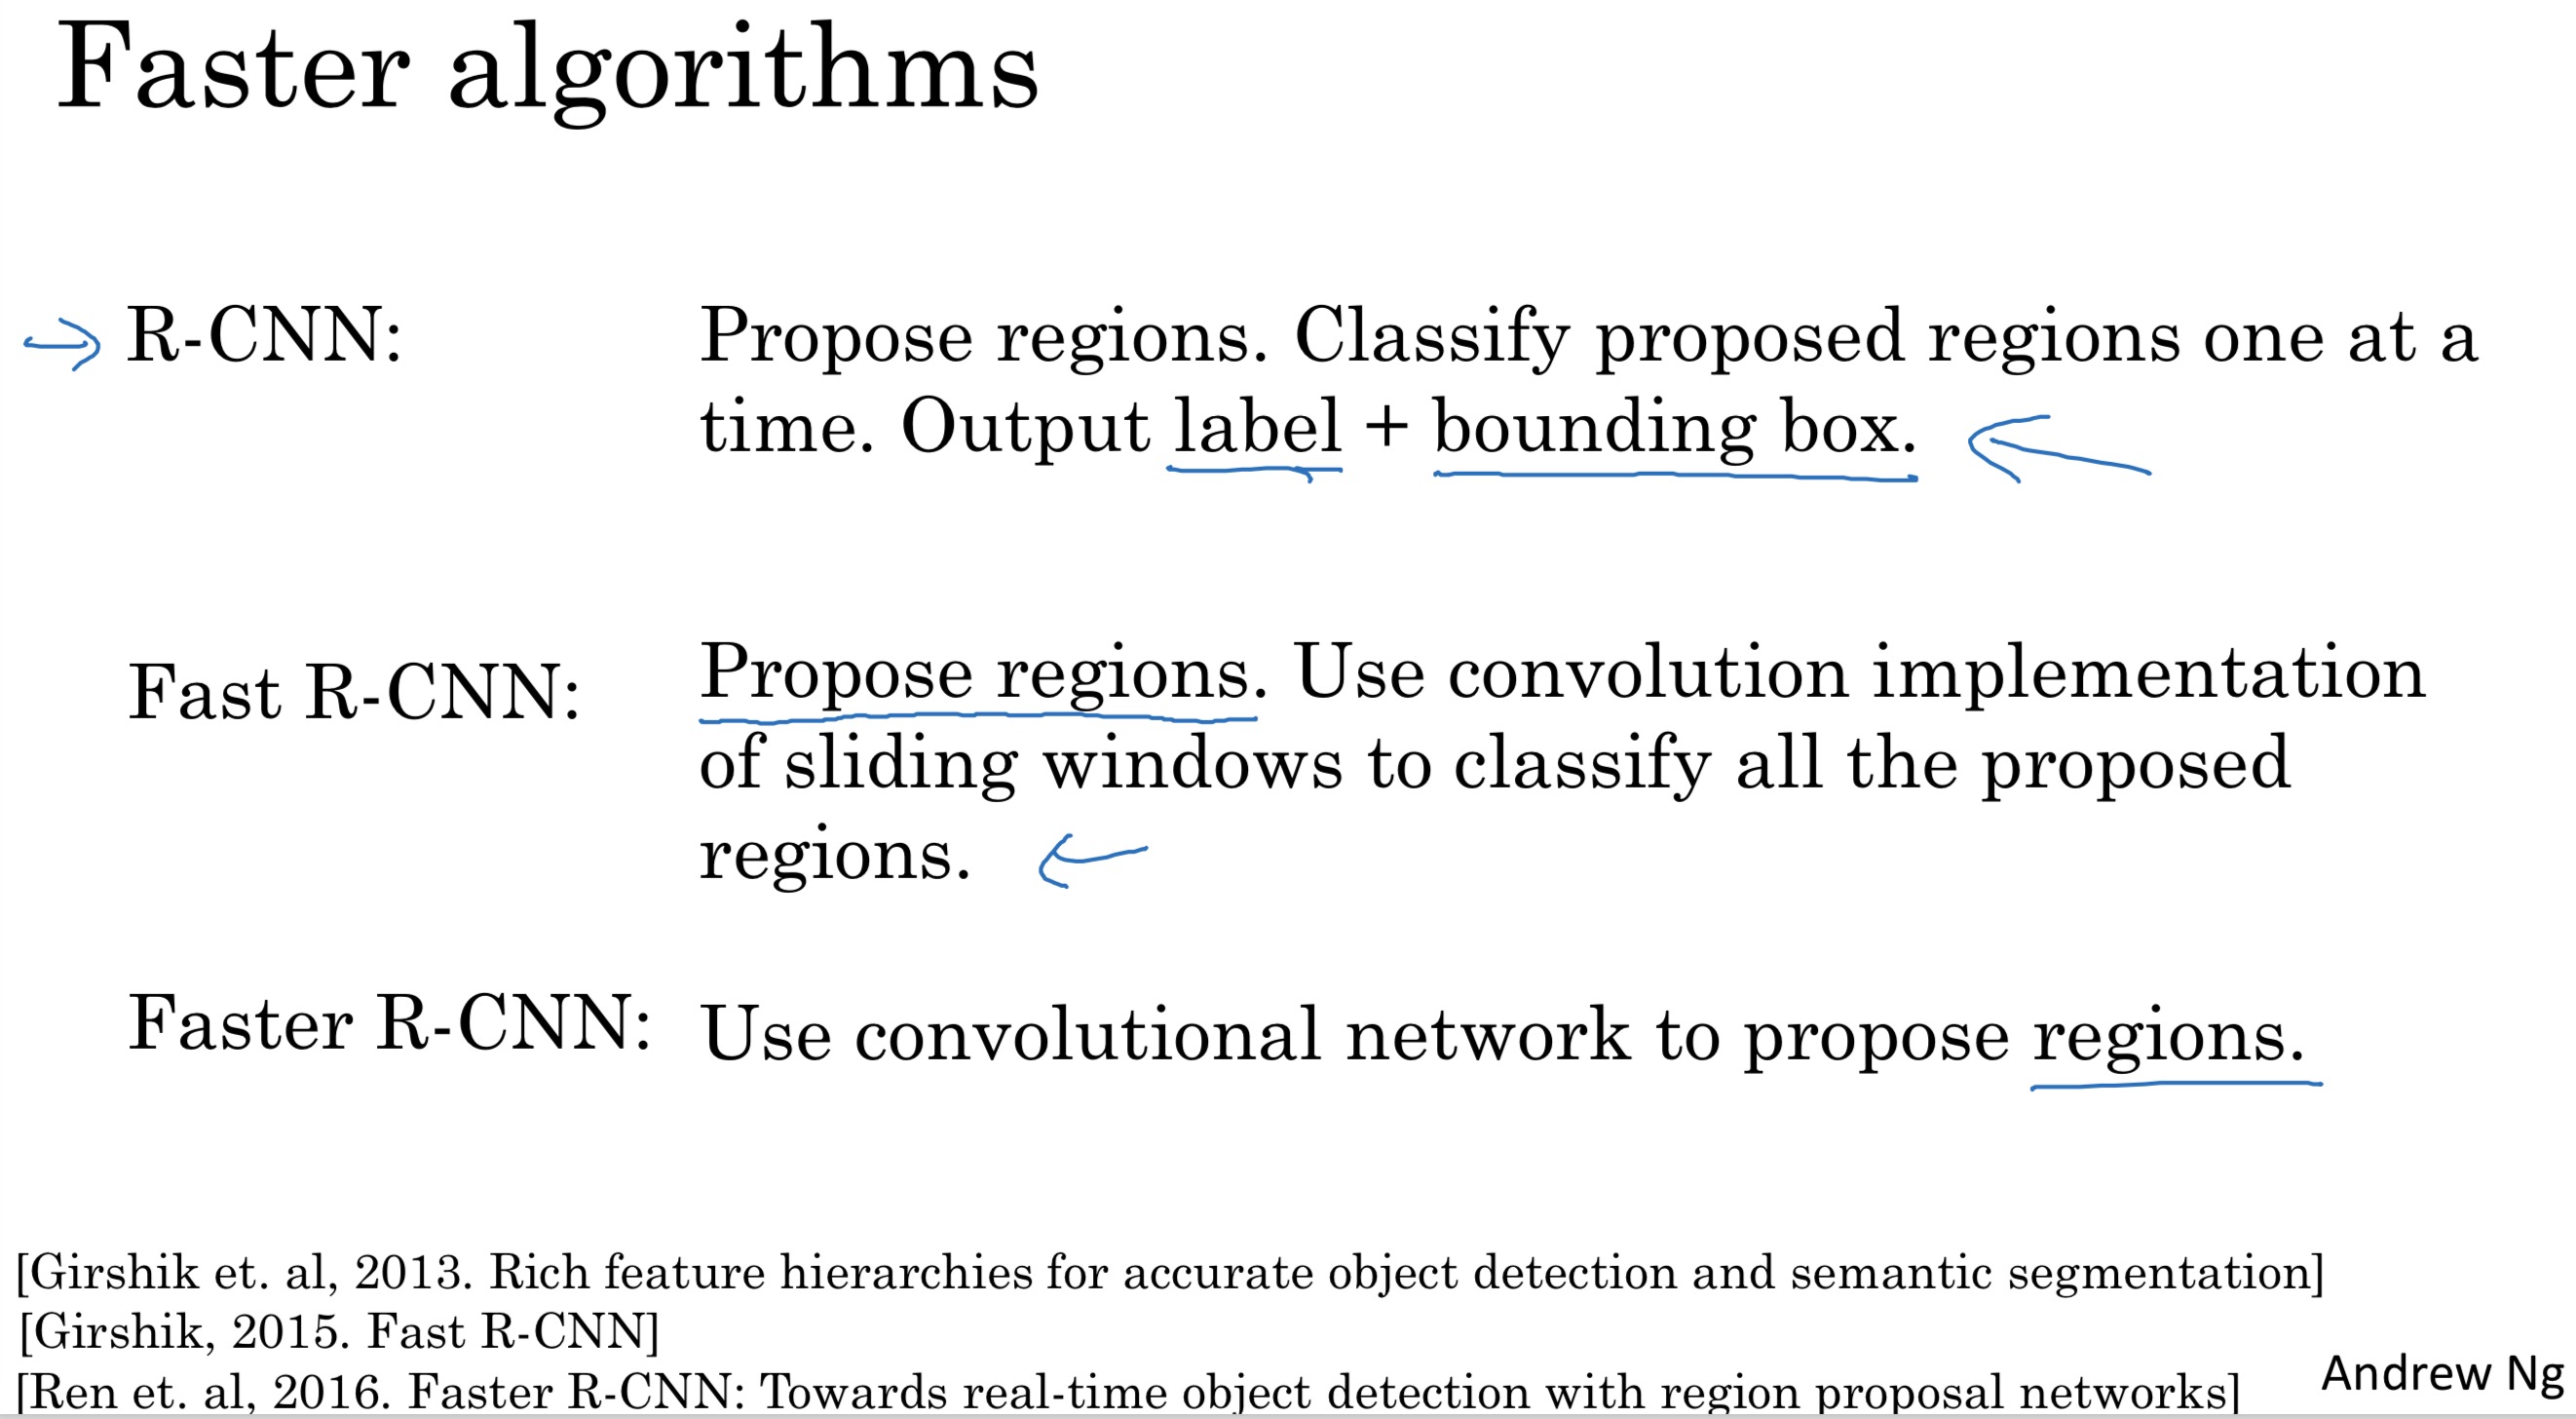 Faster algorithms
R-CNN: Propose regions. Classify proposed regions one at a
time. Output label + bounding box.
Fast R-CNN: Propose regions. Use convolution implementation
of sliding windows to classify all the proposed
regions.
Faster R-CNN: Use convolutional network to propose regions.
[Girshik et. al, 2013. Rich feature hierarchies for accurate object detection and semantic segmentation]
[Girshik, 2015. Fast R-CNN]
[Ren et. al, 2016. Faster R-CNN: Towards real-time object detection with region proposal networks]
Andrew Ng